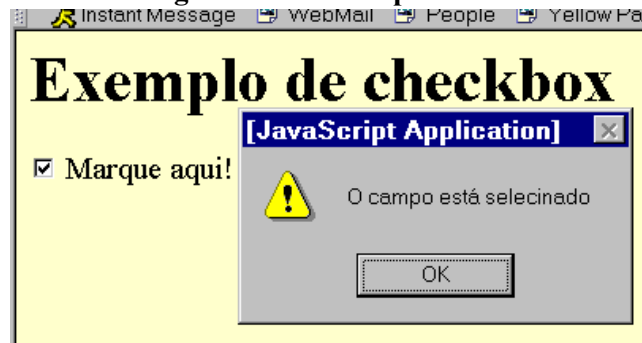 Instant Message WebMail People Yellow Pa
Exemplo de checkbox
[JavaScript Application]
Marque aqui!
O campo está selecinado
OK